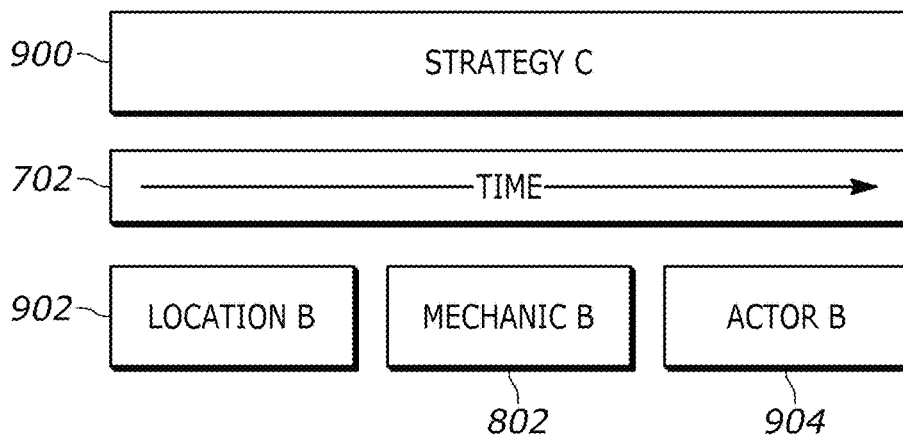 900 STRATEGY C
702 TIME
902 LOCATION B MECHANIC B ACTOR B
802 904